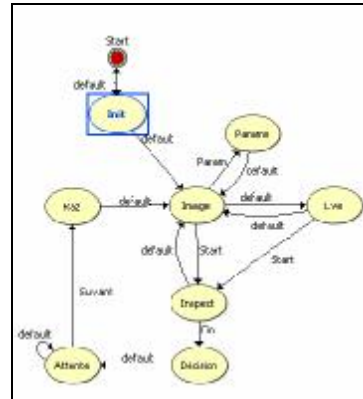 Start
default
Init
default
Params
Param
default
Raz
default
Image
default
Live
default
default
Start
Start
Suivant
Inspect
default
Fin
Attente
default
Décision